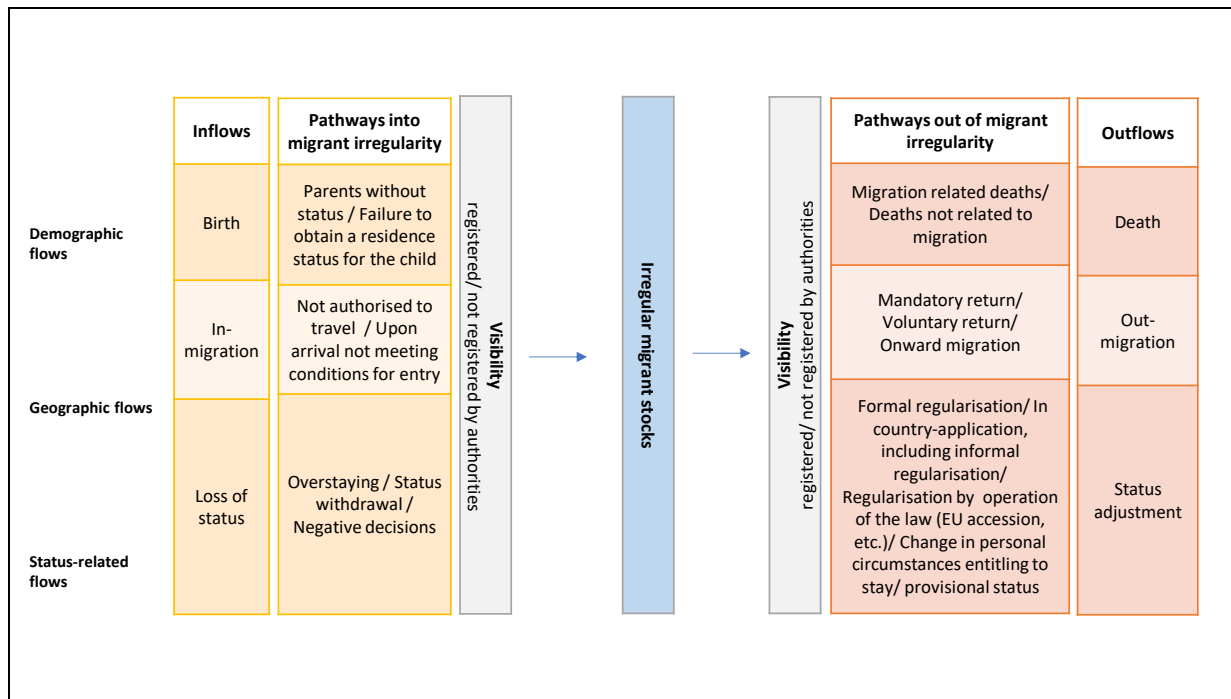 Inflows
Pathways into
migrant irregularity
Pathways out of migrant
irregularity
Outflows
Demographic
flows
Birth
Parents without
status / Failure to
obtain a residence
status for the child
Migration related deaths/
Deaths not related to
migration
Death
In-
migration
Not authorised to
travel / Upon
arrival not meeting
conditions for entry
Mandatory return/
Voluntary return/
Onward migration
Out-
migration
Geographic flows
Loss of
status
Overstaying / Status
withdrawal /
Negative decisions
Formal regularisation/ In
country-application,
including informal
regularisation/
Regularisation by operation
of the law (EU accession,
etc.)/ Change in personal
circumstances entitling to
stay/ provisional status
Status
adjustment
Status-related
flows
Visibility
registered/ not registered by authorities
Irregular migrant stocks
Visibility
registered/ not registered by authorities